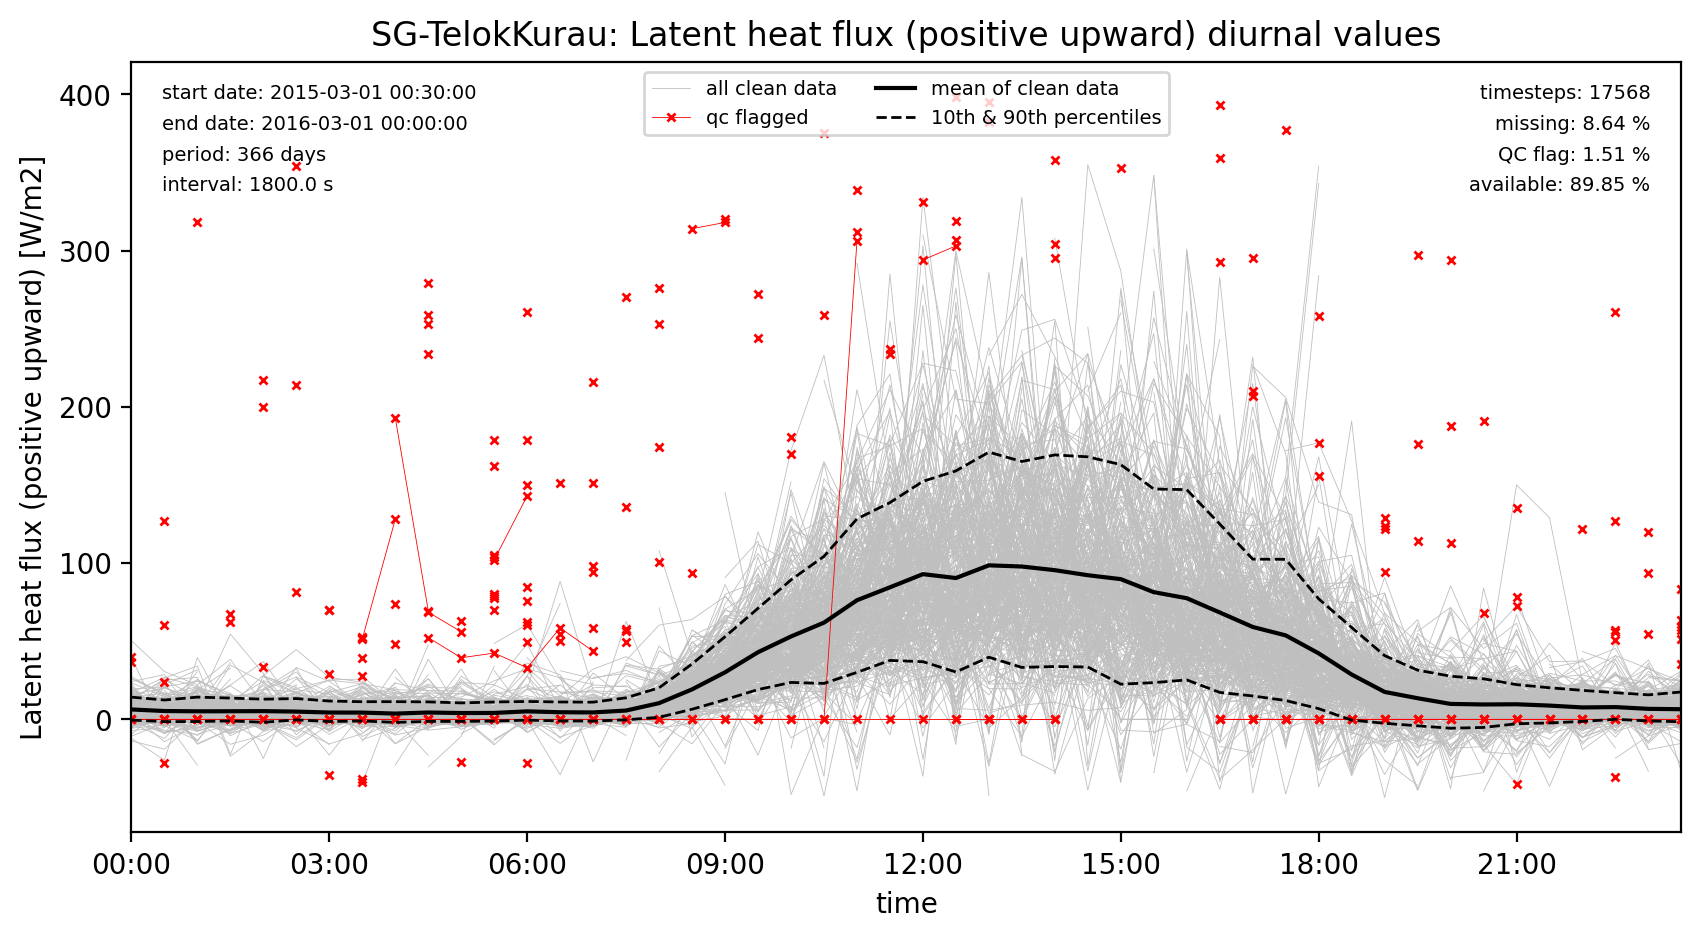 SG-TelokKurau: Latent heat flux (positive upward) diurnal values
start date: 2015-03-01 00:30:00
end date: 2016-03-01 00:00:00
period: 366 days
interval: 1800.0 s
all clean data
qc flagged
mean of clean data
10th & 90th percentiles
timesteps: 17568
missing: 8.64 %
QC flag: 1.51 %
available: 89.85 %
Latent heat flux (positive upward) [W/m2]
400
300
200
100
0
00:00 03:00 06:00 09:00 12:00 15:00 18:00 21:00
time